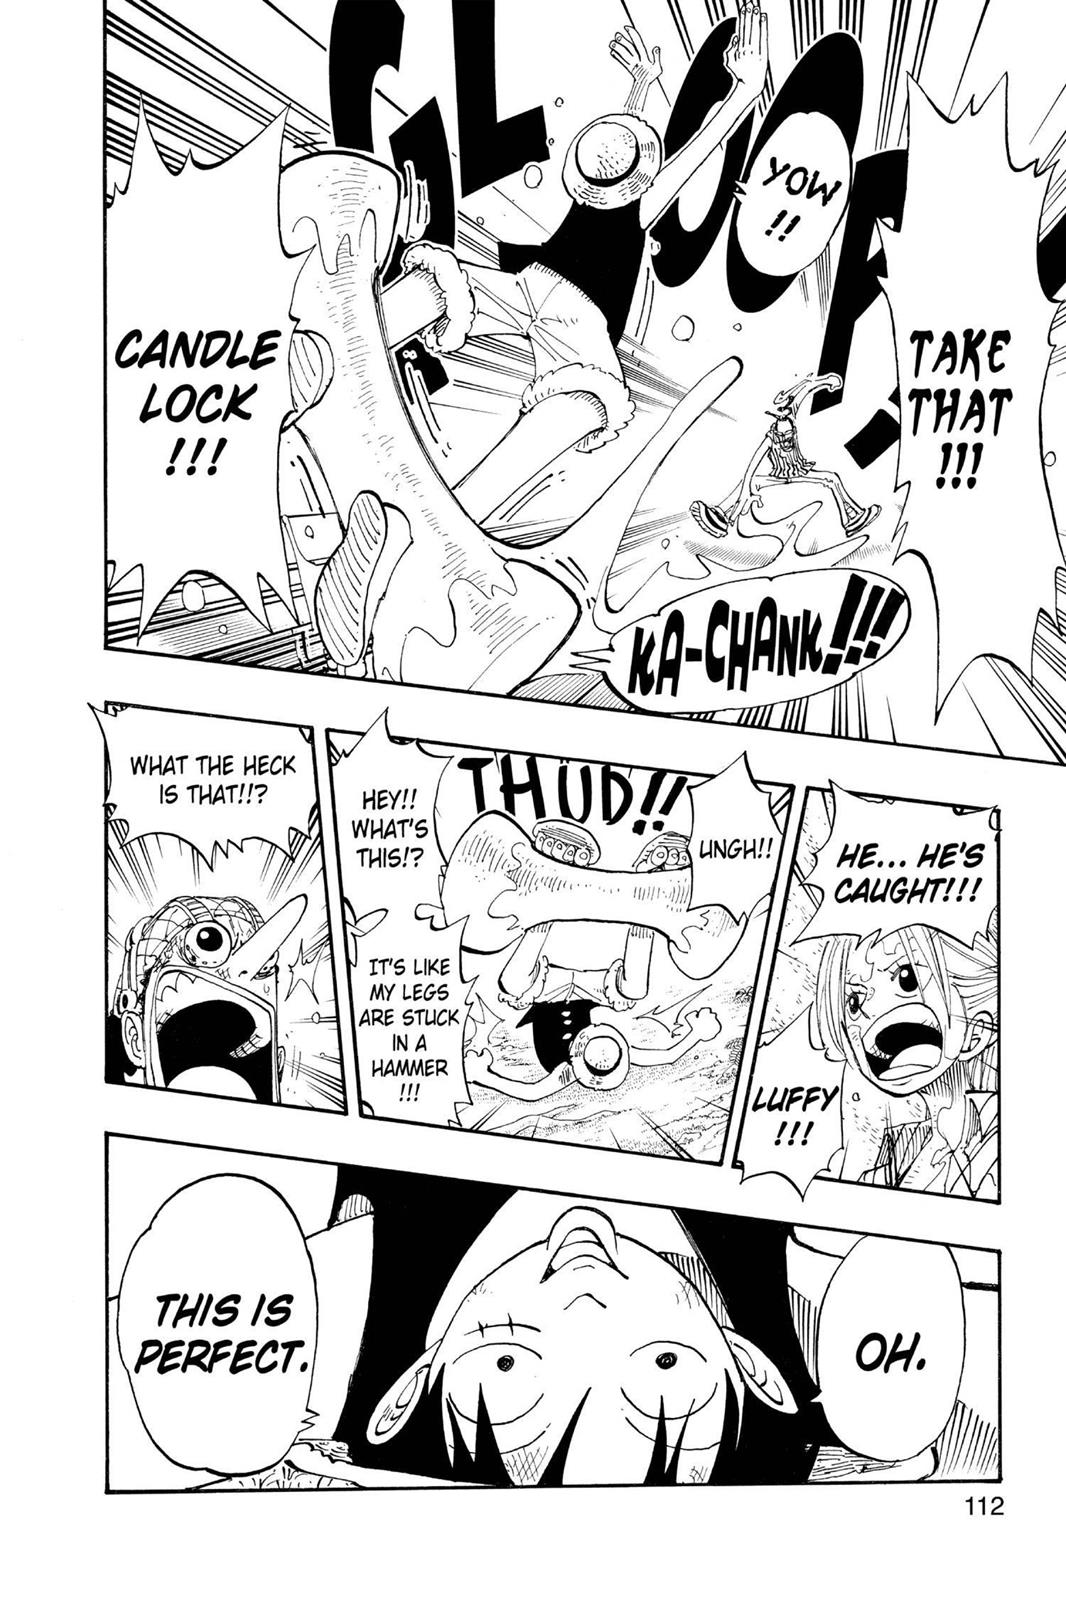 GLOOP!!
YOW
!!
TAKE
THAT
!!!
CANDLE
LOCK
!!!
KA-CHANK!!!
HE... HE'S
CAUGHT!!!
LUFFY
!!!
THUD!!
UNGH!!
HEY!!
WHAT'S
THIS!?
IT'S LIKE
MY LEGS
ARE STUCK
IN A
HAMMER
!!!
WHAT THE HECK
IS THAT!!?
OH.
THIS IS
PERFECT.
112